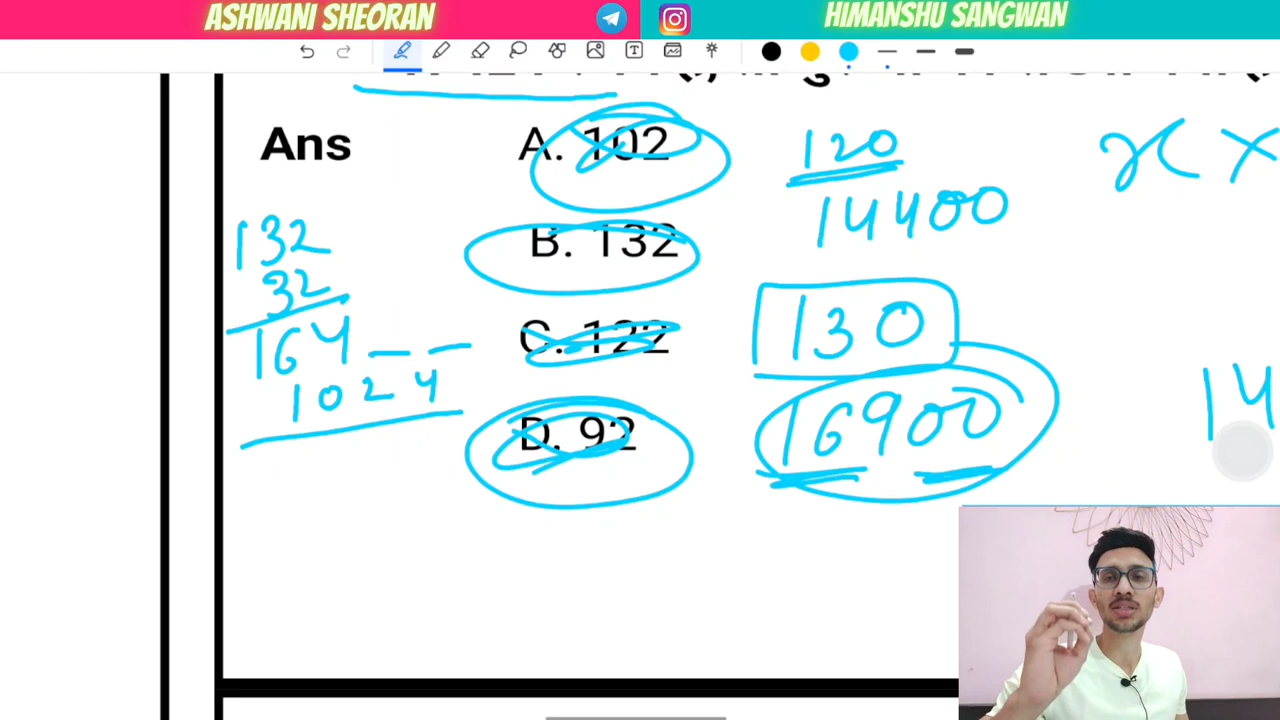 ASHWANI SHEORAN
HIMANSHU SANGWAN
Ans
A. 102
B. 132
C. 122
D. 92
132
32
164 _ _
1024
120
14400
130
16900
x ×
14